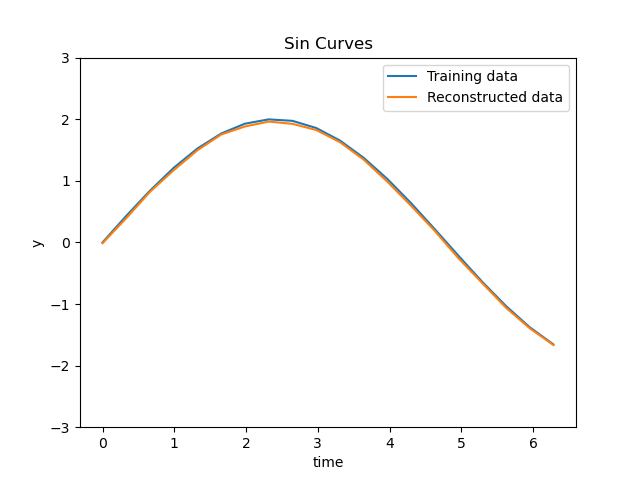 Sin Curves
Training data
Reconstructed data
3
2
1
0
−1
−2
−3
y
0 1 2 3 4 5 6
time